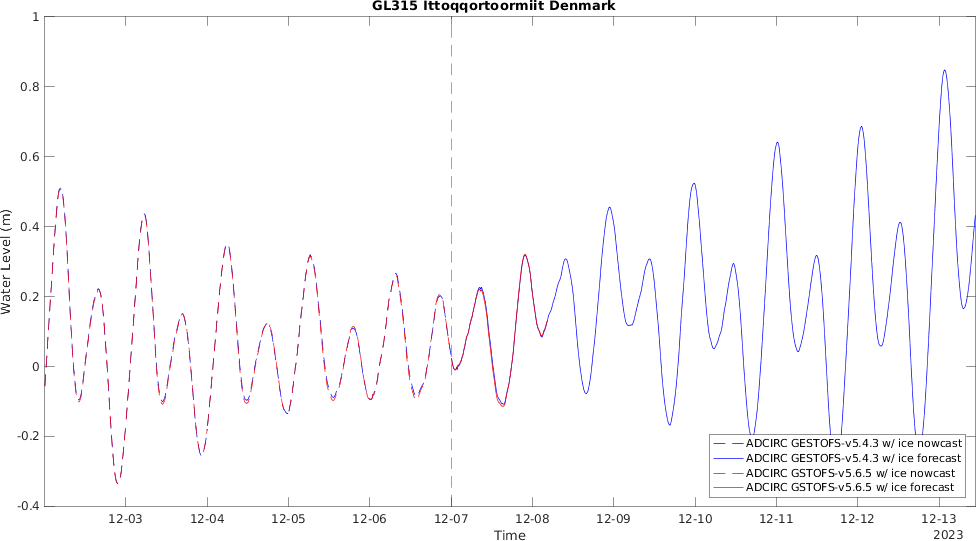 GL315 Ittoqqortoormiit Denmark
1
0.8
0.6
0.4
0.2
0
-0.2
-0.4
Water Level (m)
ADCIRC GESTOFS-v5.4.3 w/ ice nowcast
ADCIRC GESTOFS-v5.4.3 w/ ice forecast
ADCIRC GSTOFS-v5.6.5 w/ ice nowcast
ADCIRC GSTOFS-v5.6.5 w/ ice forecast
12-03 12-04 12-05 12-06 12-07 12-08 12-09 12-10 12-11 12-12 12-13
Time
2023